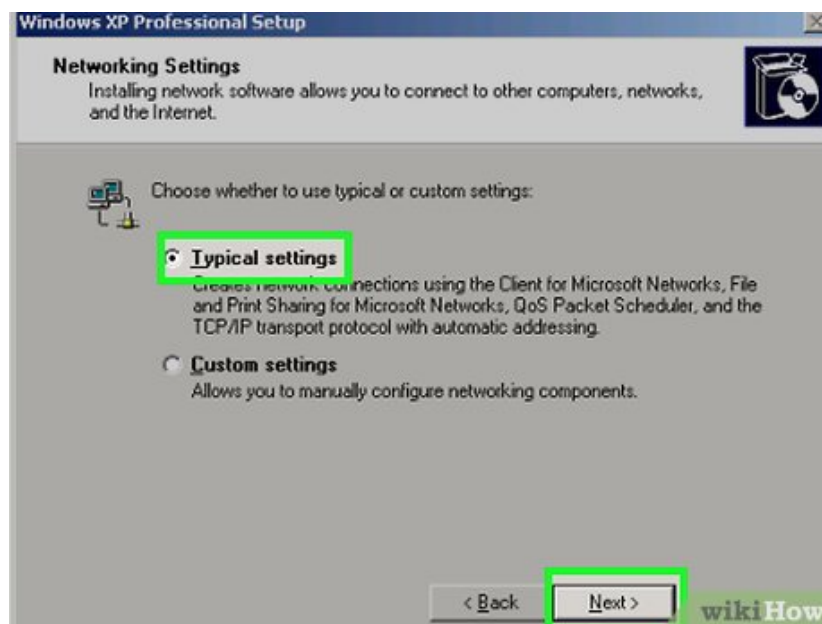 Windows XP Professional Setup
Networking Settings
Installing network software allows you to connect to other computers, networks,
and the Internet.
Choose whether to use typical or custom settings:
Typical settings
Creates network connections using the Client for Microsoft Networks, File
and Print Sharing for Microsoft Networks, QoS Packet Scheduler, and the
TCP/IP transport protocol with automatic addressing.
Custom settings
Allows you to manually configure networking components.
< Back Next >
wikiHow